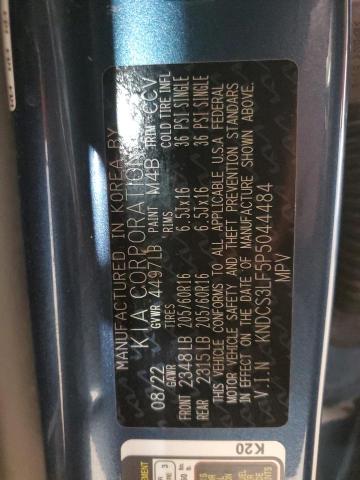 MANUFACTURED IN KOREA BY
KIA CORPORATION
08/22 GVWR 4497LB PAINT M4B TRIM CCV
GAWR TIRES COLD TIRE INFL
FRONT 2348LB 205/60R16 6.5Jx16 36 PSI SINGLE
REAR 2315LB 205/60R16 6.5Jx16 36 PSI SINGLE
THIS VEHICLE CONFORMS TO ALL APPLICABLE U.S.A FEDERAL
MOTOR VEHICLE SAFETY AND THEFT PREVENTION STANDARS
IN EFFECT ON THE DATE OF MANUFACTURE SHOWN ABOVE.
V.I.N KNDCS3LF5P5044484
MPV
K20